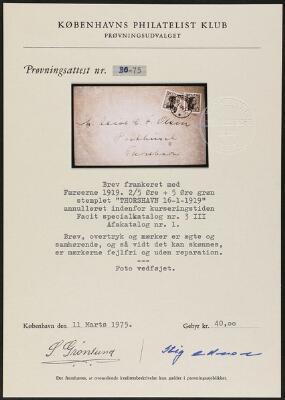 KØBENHAVNS PHILATELIST KLUB
PRØVNINGSUDVALGET
Prøvningsattest nr. 86-75
Brev frankeret med
Færøerne 1919. 2/5 Øre + 5 Øre grøn
stemplet "THORSHAVN 16-1-1919"
annulleret indenfor kurseringstiden
Facit specialkatalog nr. 3 III
Afskatalog nr. 1.
Brev, overtryk og mærker er ægte og
samhørende, og så vidt det kan skønnes,
er mærkerne fejlfri og uden reparation.
---
Foto vedføjet.
København den. 11 Marts 1975.
Gebyr kr. 40,00
S. Grønlund